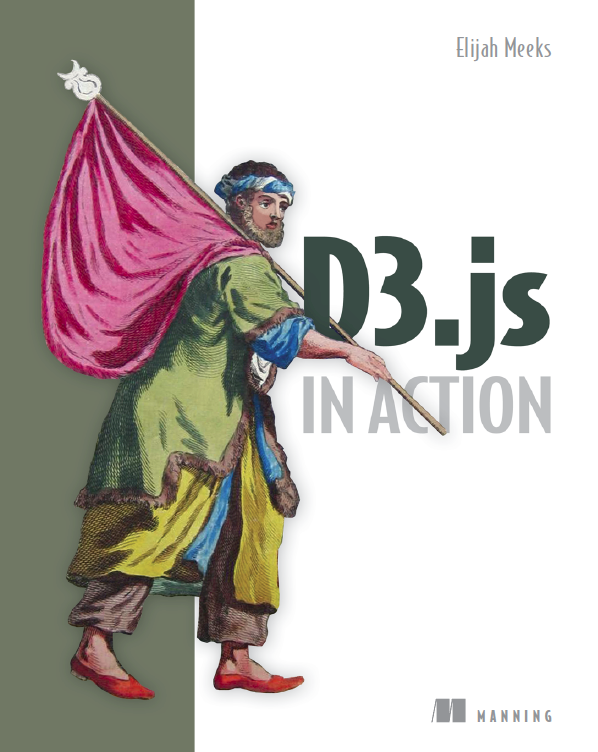 Elijah Meeks
D3.js
IN ACTION
MANNING